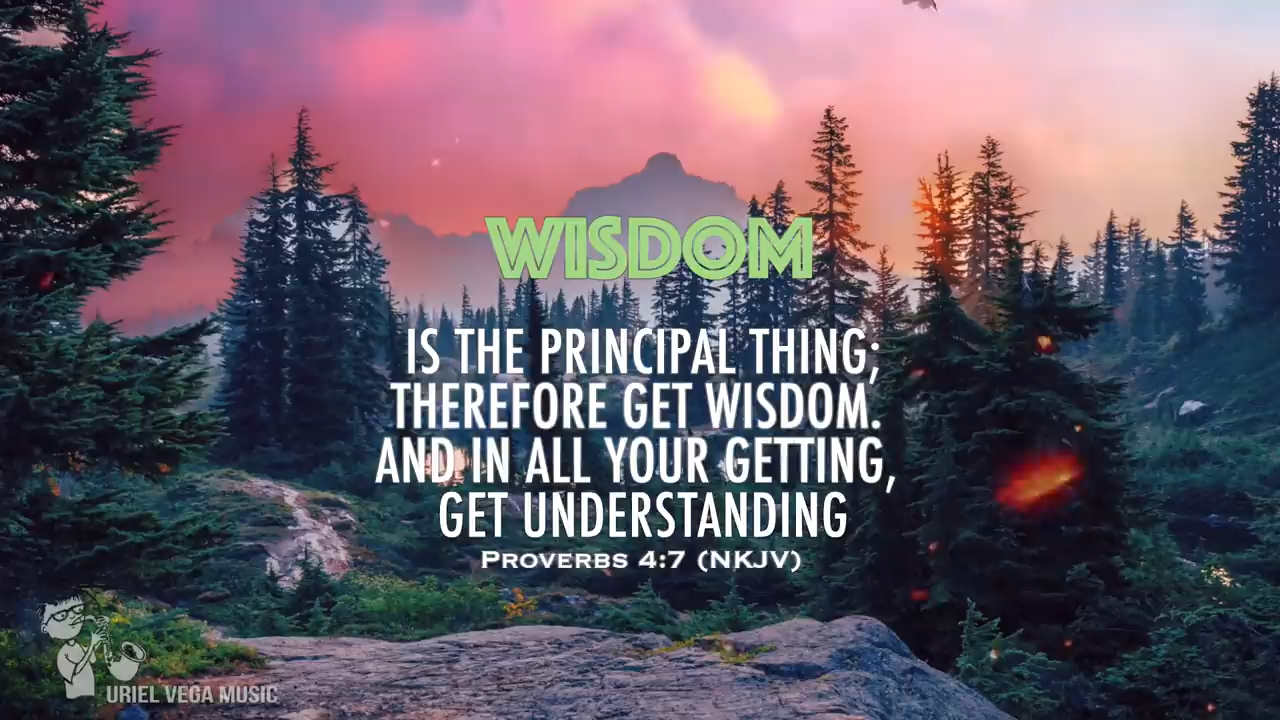 WISDOM
IS THE PRINCIPAL THING;
THEREFORE GET WISDOM.
AND IN ALL YOUR GETTING,
GET UNDERSTANDING
PROVERBS 4:7 (NKJV)
URIEL VEGA MUSIC